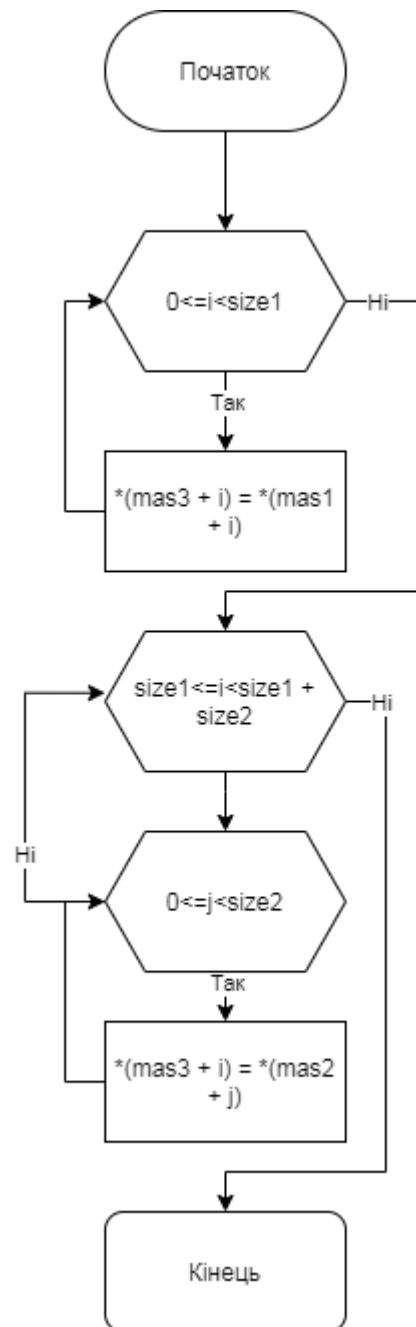 Початок
0<=i<size1
Ні
Так
*(mas3 + i) = *(mas1
+ i)
size1<=i<size1 +
size2
Ні
Ні
0<=j<size2
Так
*(mas3 + i) = *(mas2
+ j)
Кінець